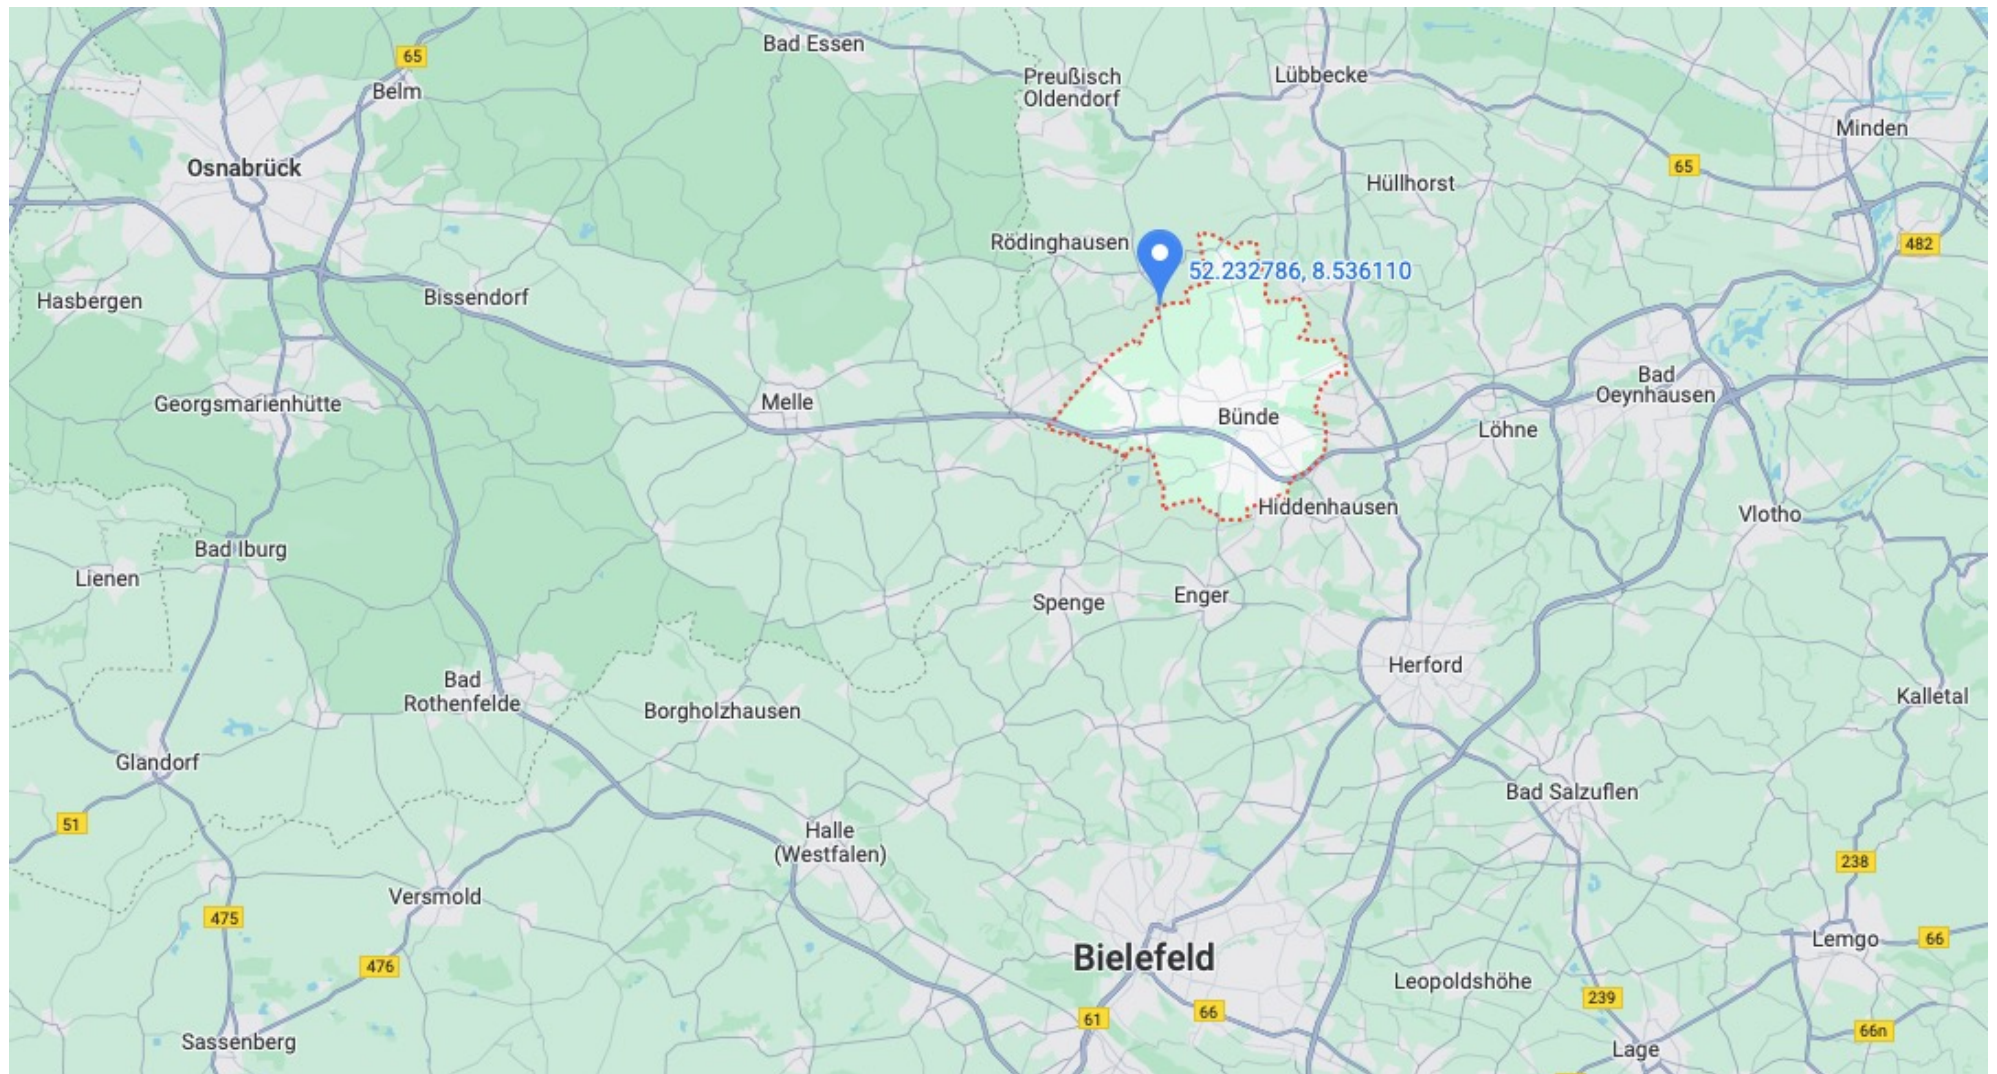 Bad Essen
65
Belm
Preußisch
Oldendorf
Lübbecke
Minden
Osnabrück
65
Hüllhorst
Rödinghausen
482
52.232786, 8.536110
Hasbergen
Bissendorf
Georgsmarienhütte
Melle
Bünde
Bad
Oeynhausen
Löhne
Hiddenhausen
Vlotho
Bad Iburg
Lienen
Spenge
Enger
Herford
Bad
Rothenfelde
Borgholzhausen
Kalletal
Glandorf
Bad Salzuflen
51
Halle
(Westfalen)
238
Versmold
475
Lemgo
66
476
Bielefeld
Leopoldshöhe
239
61
66
66n
Sassenberg
Lage